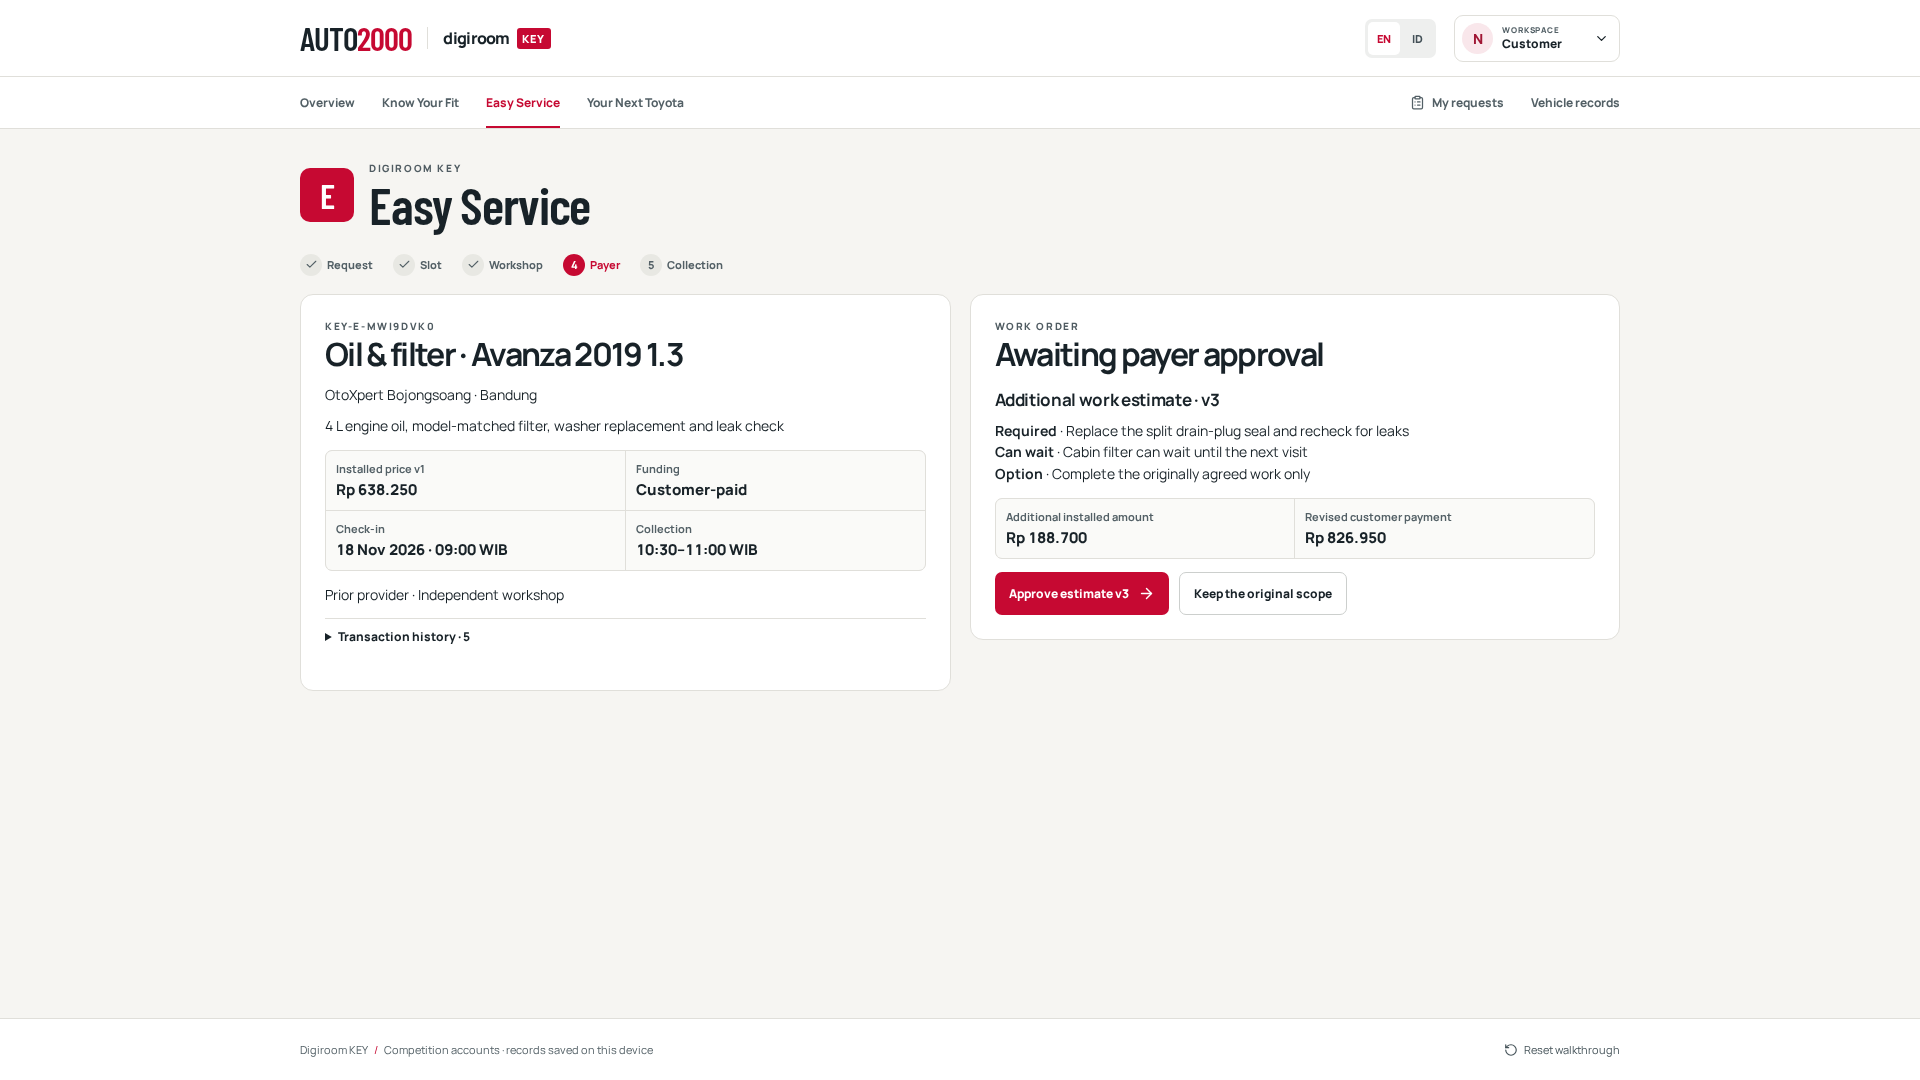 AUTO2000
digiroom KEY
EN
ID
N
WORKSPACE
Customer
Overview
Know Your Fit
Easy Service
Your Next Toyota
My requests
Vehicle records
E
DIGIROOM KEY
Easy Service
Request
Slot
Workshop
4 Payer
5 Collection
KEY-E-MWI9DVK0
Oil & filter · Avanza 2019 1.3
OtoXpert Bojongsoang · Bandung
4 L engine oil, model-matched filter, washer replacement and leak check
Installed price v1
Rp 638.250
Funding
Customer-paid
Check-in
18 Nov 2026 · 09:00 WIB
Collection
10:30–11:00 WIB
Prior provider · Independent workshop
Transaction history · 5
WORK ORDER
Awaiting payer approval
Additional work estimate · v3
Required · Replace the split drain-plug seal and recheck for leaks
Can wait · Cabin filter can wait until the next visit
Option · Complete the originally agreed work only
Additional installed amount
Rp 188.700
Revised customer payment
Rp 826.950
Approve estimate v3
Keep the original scope
Digiroom KEY / Competition accounts · records saved on this device
Reset walkthrough